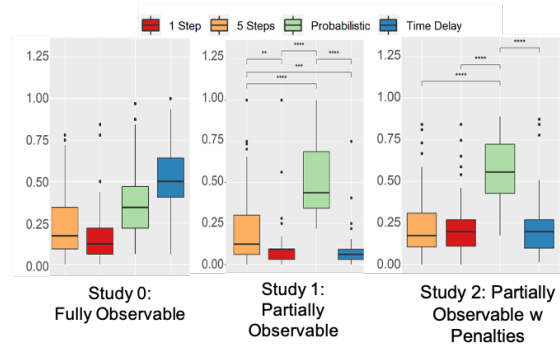 1 Step 5 Steps Probabilistic Time Delay
1.25
1.00
0.75
0.50
0.25
0.00
Study 0:
Fully Observable
1.25
1.00
0.75
0.50
0.25
0.00
**
****
****
***
****
Study 1:
Partially
Observable
1.25
1.00
0.75
0.50
0.25
0.00
****
****
****
Study 2: Partially
Observable w
Penalties